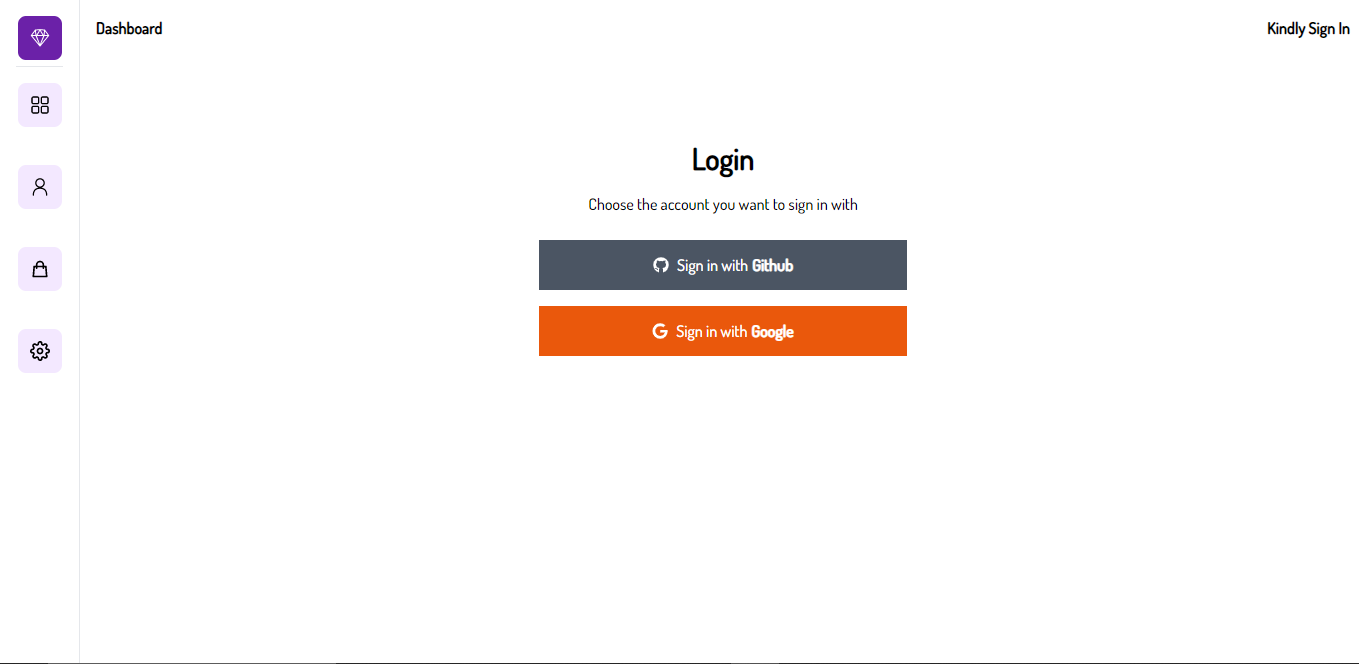 Dashboard
Kindly Sign In
Login
Choose the account you want to sign in with
Sign in with Github
Sign in with Google